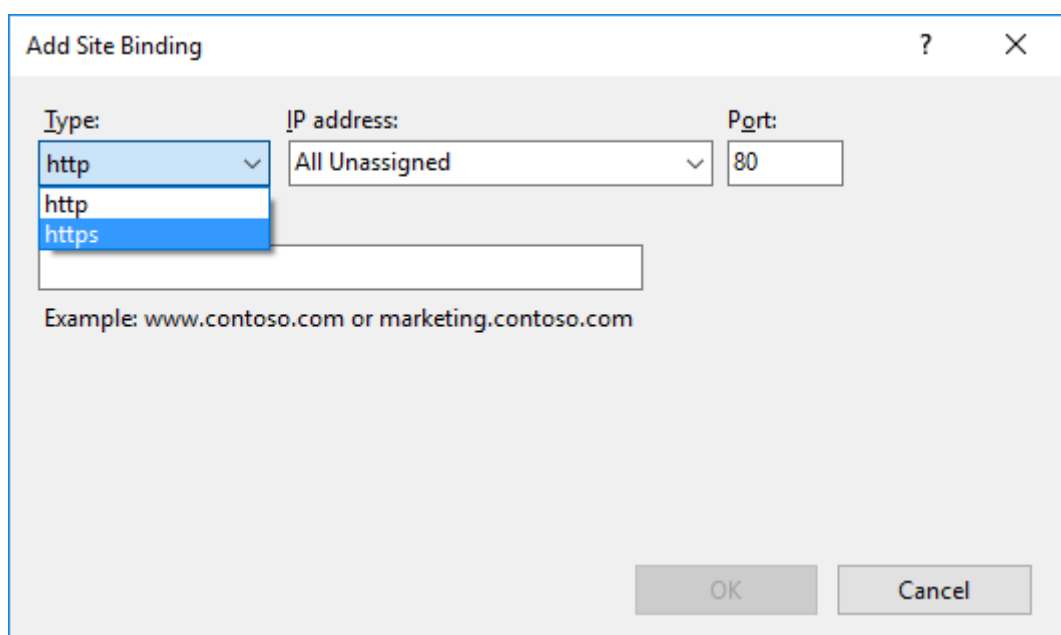 Add Site Binding ?
Type: IP address: Port:
http All Unassigned 80
http
https
Example: www.contoso.com or marketing.contoso.com
OK Cancel